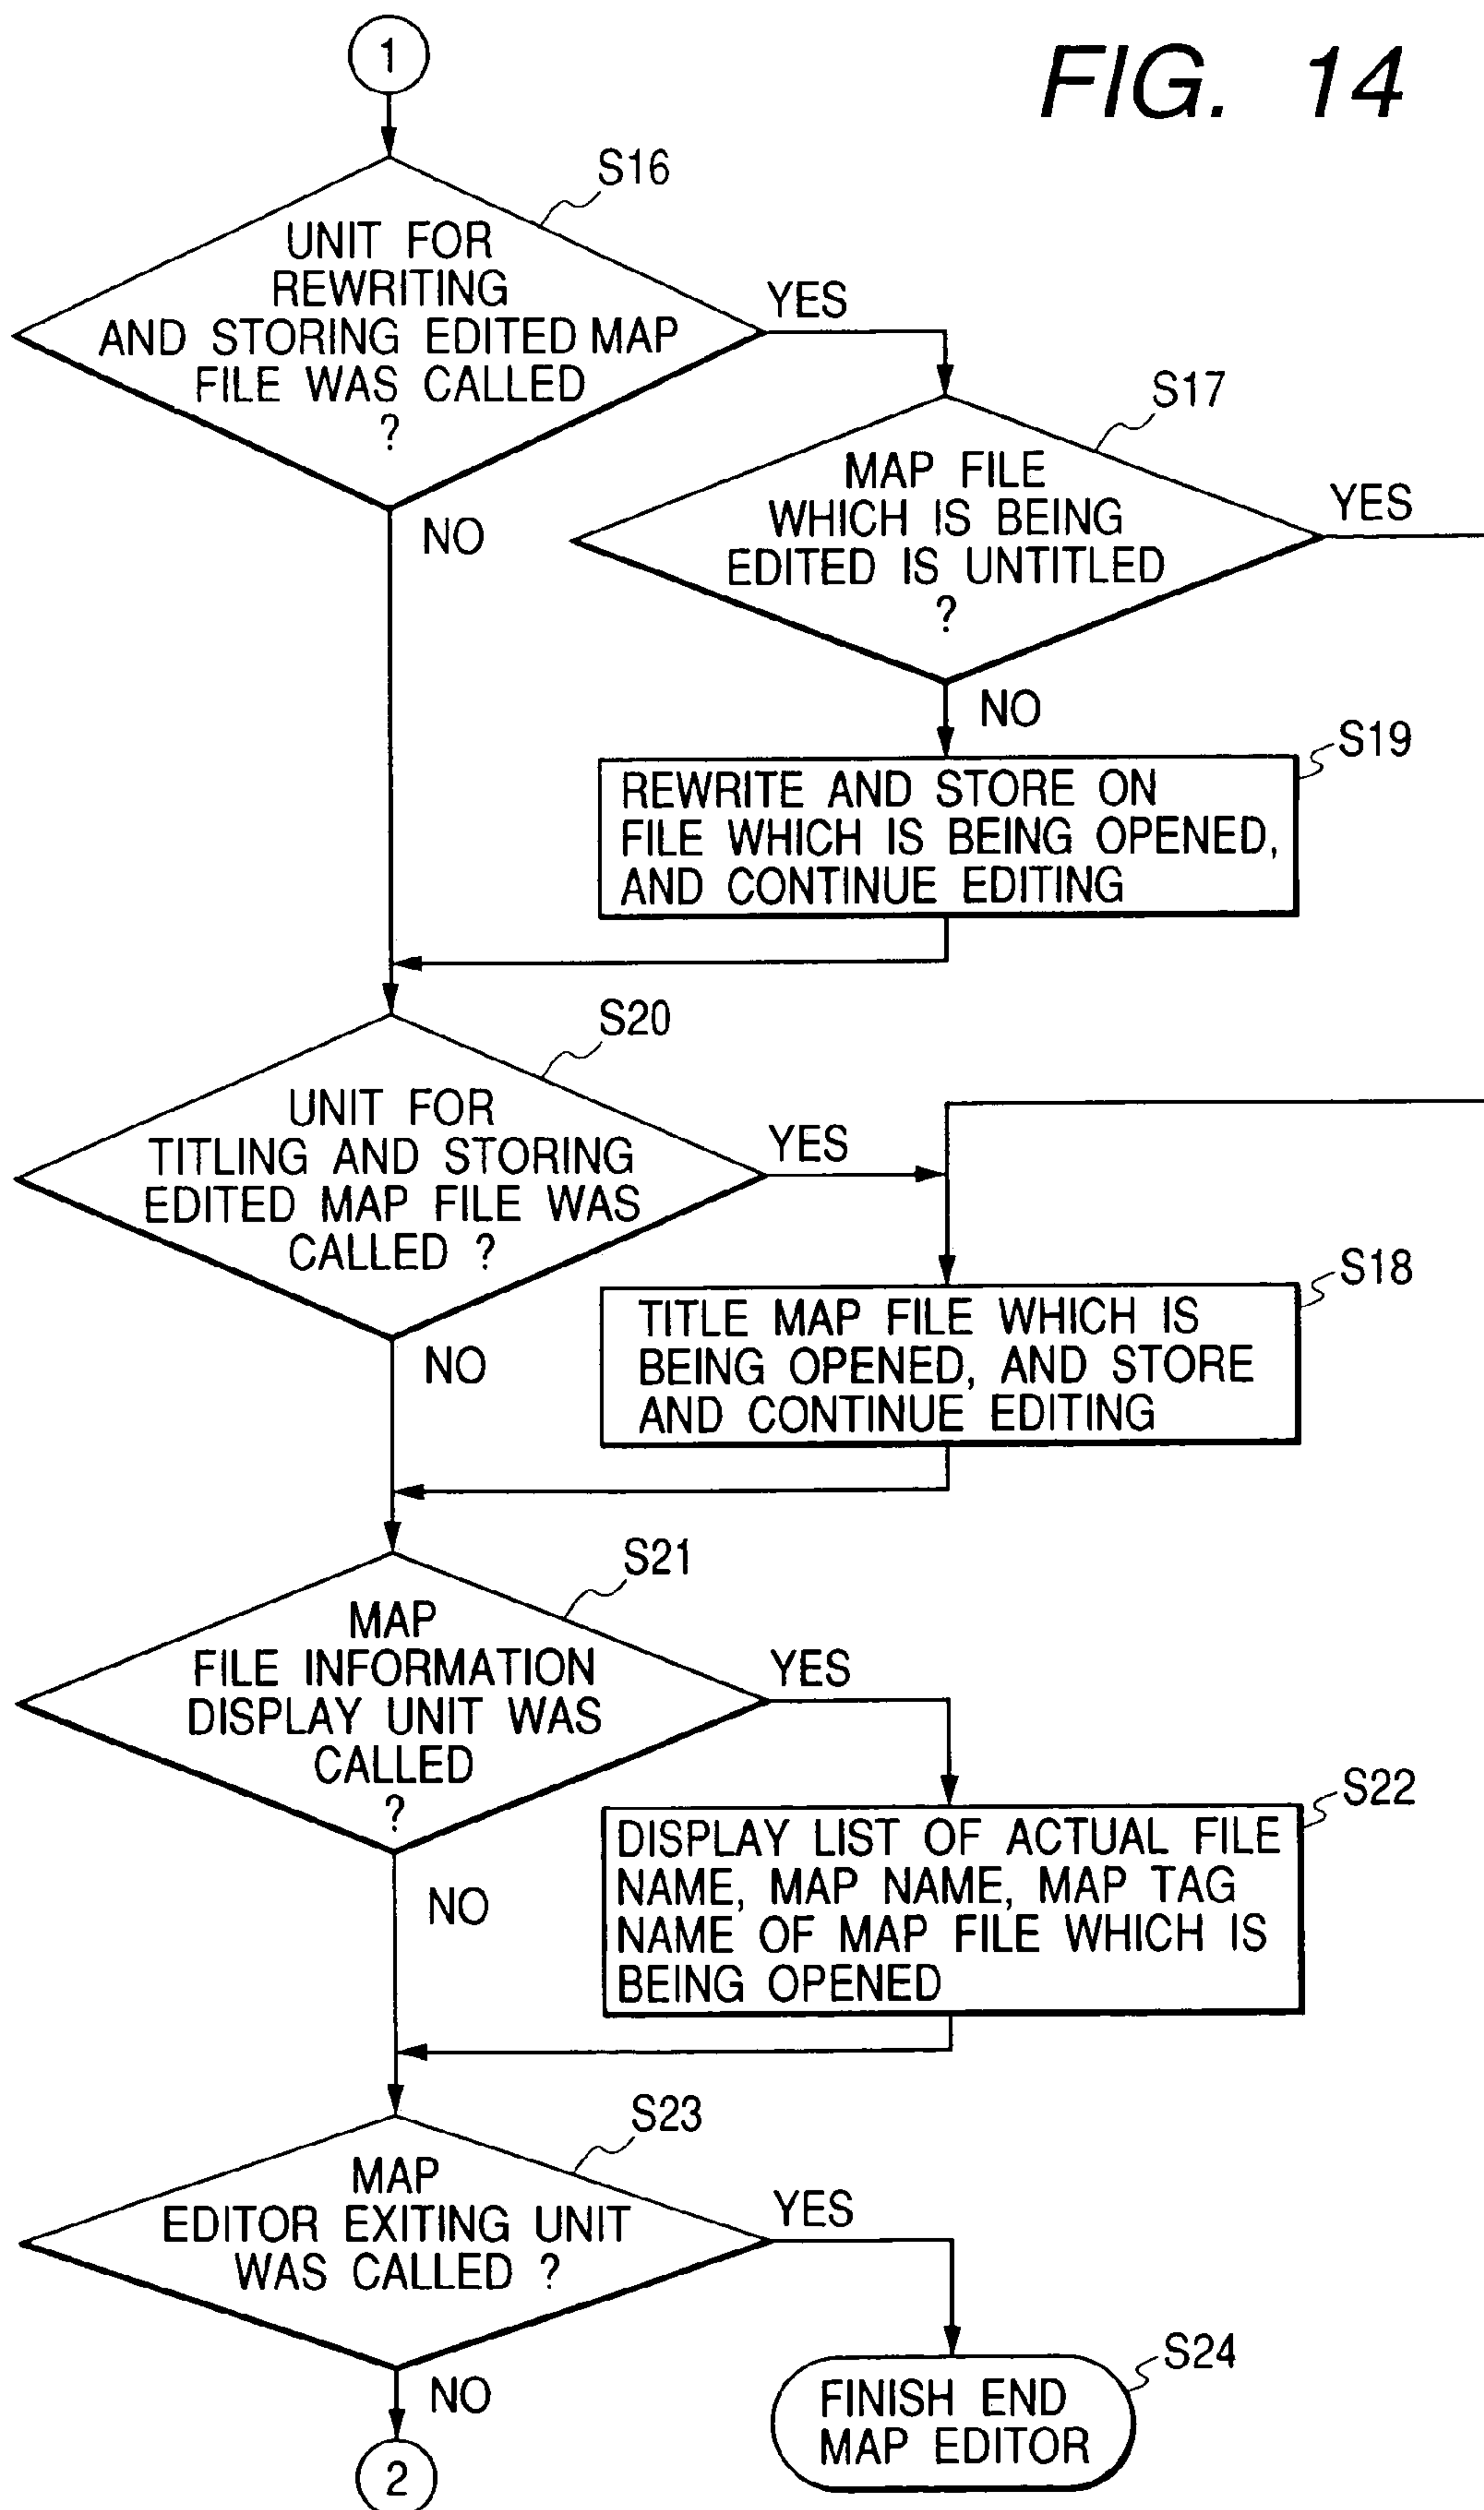 FIG. 14
1
S16
UNIT FOR
REWRITING
AND STORING EDITED MAP
FILE WAS CALLED
?
YES
NO
S17
MAP FILE
WHICH IS BEING
EDITED IS UNTITLED
?
YES
NO
S19
REWRITE AND STORE ON
FILE WHICH IS BEING OPENED,
AND CONTINUE EDITING
S20
UNIT FOR
TITLING AND STORING
EDITED MAP FILE WAS
CALLED ?
YES
NO
S18
TITLE MAP FILE WHICH IS
BEING OPENED, AND STORE
AND CONTINUE EDITING
S21
MAP
FILE INFORMATION
DISPLAY UNIT WAS
CALLED
?
YES
NO
S22
DISPLAY LIST OF ACTUAL FILE
NAME, MAP NAME, MAP TAG
NAME OF MAP FILE WHICH IS
BEING OPENED
S23
MAP
EDITOR EXITING UNIT
WAS CALLED ?
YES
NO
S24
FINISH END
MAP EDITOR
2